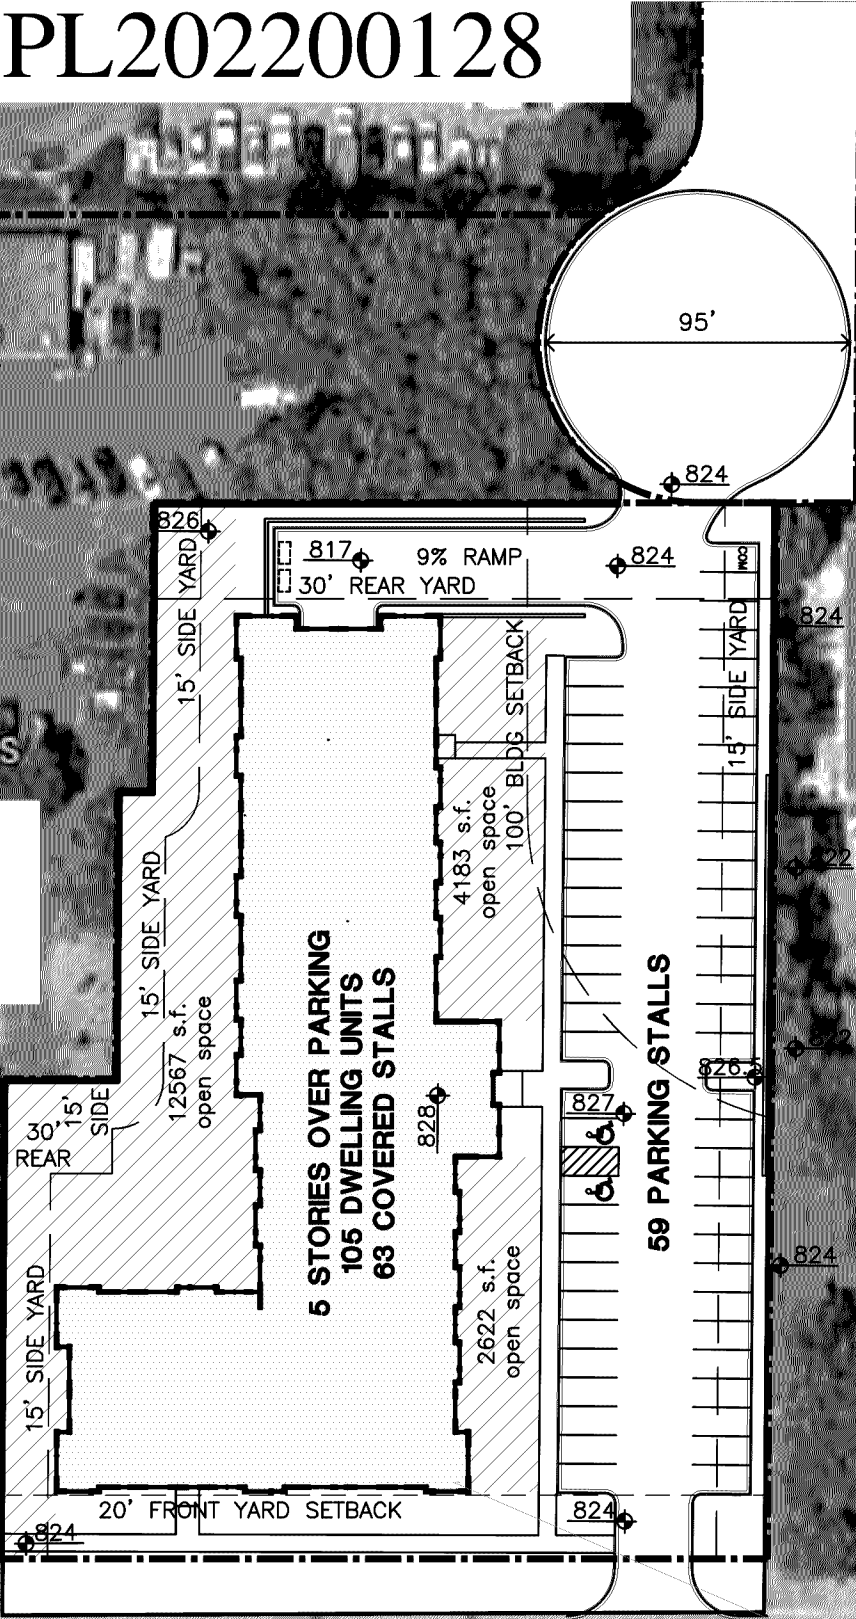 PL202200128
95'
824
826
817
9% RAMP
824
COM
30' REAR YARD
824
15' SIDE YARD
15' SIDE YARD
100' BLDG SETBACK
S
4183 s.f.
open space
822
15' SIDE YARD
12567 s.f.
open space
5 STORIES OVER PARKING
105 DWELLING UNITS
63 COVERED STALLS
59 PARKING STALLS
822
826.5
827
828
15'
SIDE
30'
REAR
824
2622 s.f.
open space
15' SIDE YARD
20' FRONT YARD SETBACK
824
824